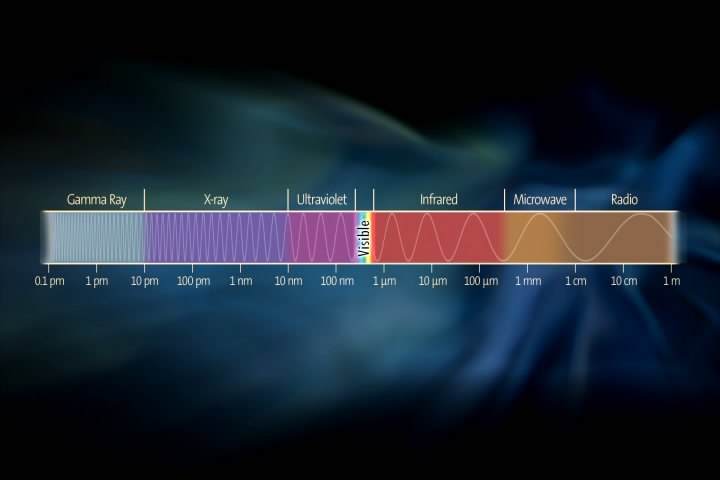 Gamma Ray X-ray Ultraviolet Infrared Microwave Radio
Visible
0.1 pm 1 pm 10 pm 100 pm 1 nm 10 nm 100 nm 1 µm 10 µm 100 µm 1 mm 1 cm 10 cm 1 m